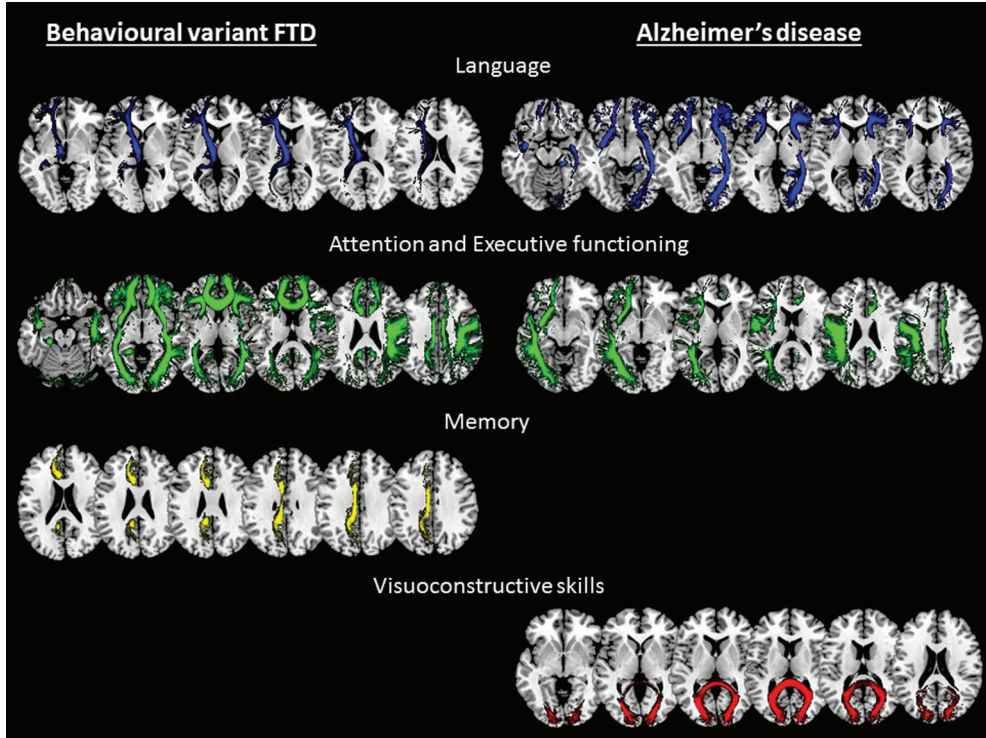 Behavioural variant FTD
Alzheimer's disease
Language
Attention and Executive functioning
Memory
Visuoconstructive skills